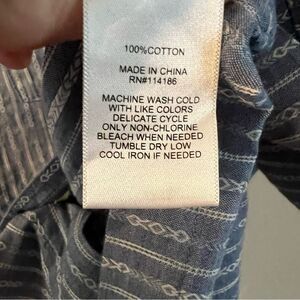 100%COTTON
MADE IN CHINA
RN#114186
MACHINE WASH COLD
WITH LIKE COLORS
DELICATE CYCLE
ONLY NON-CHLORINE
BLEACH WHEN NEEDED
TUMBLE DRY LOW
COOL IRON IF NEEDED